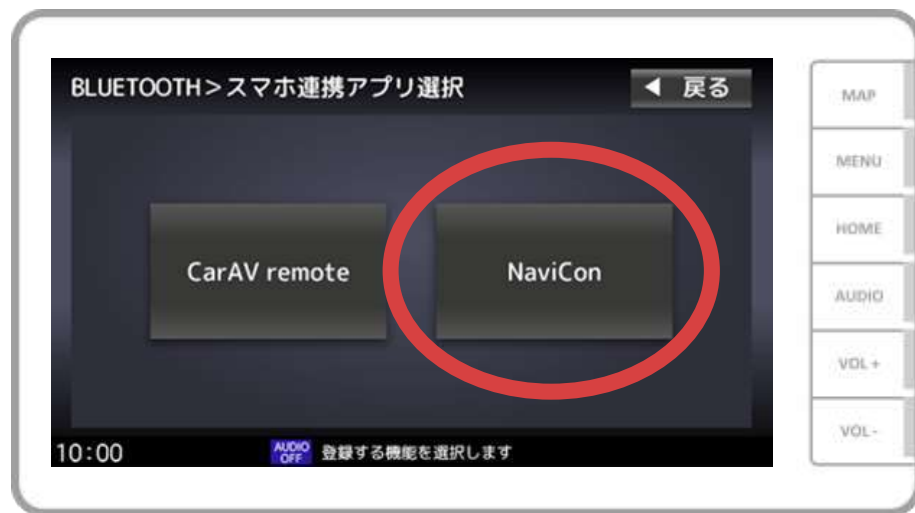 BLUETOOTH>スマホ連携アプリ選択
◀ 戻る
CarAV remote
NaviCon
10:00
AUDIO OFF
登録する機能を選択します
MAP
MENU
HOME
AUDIO
VOL +
VOL -